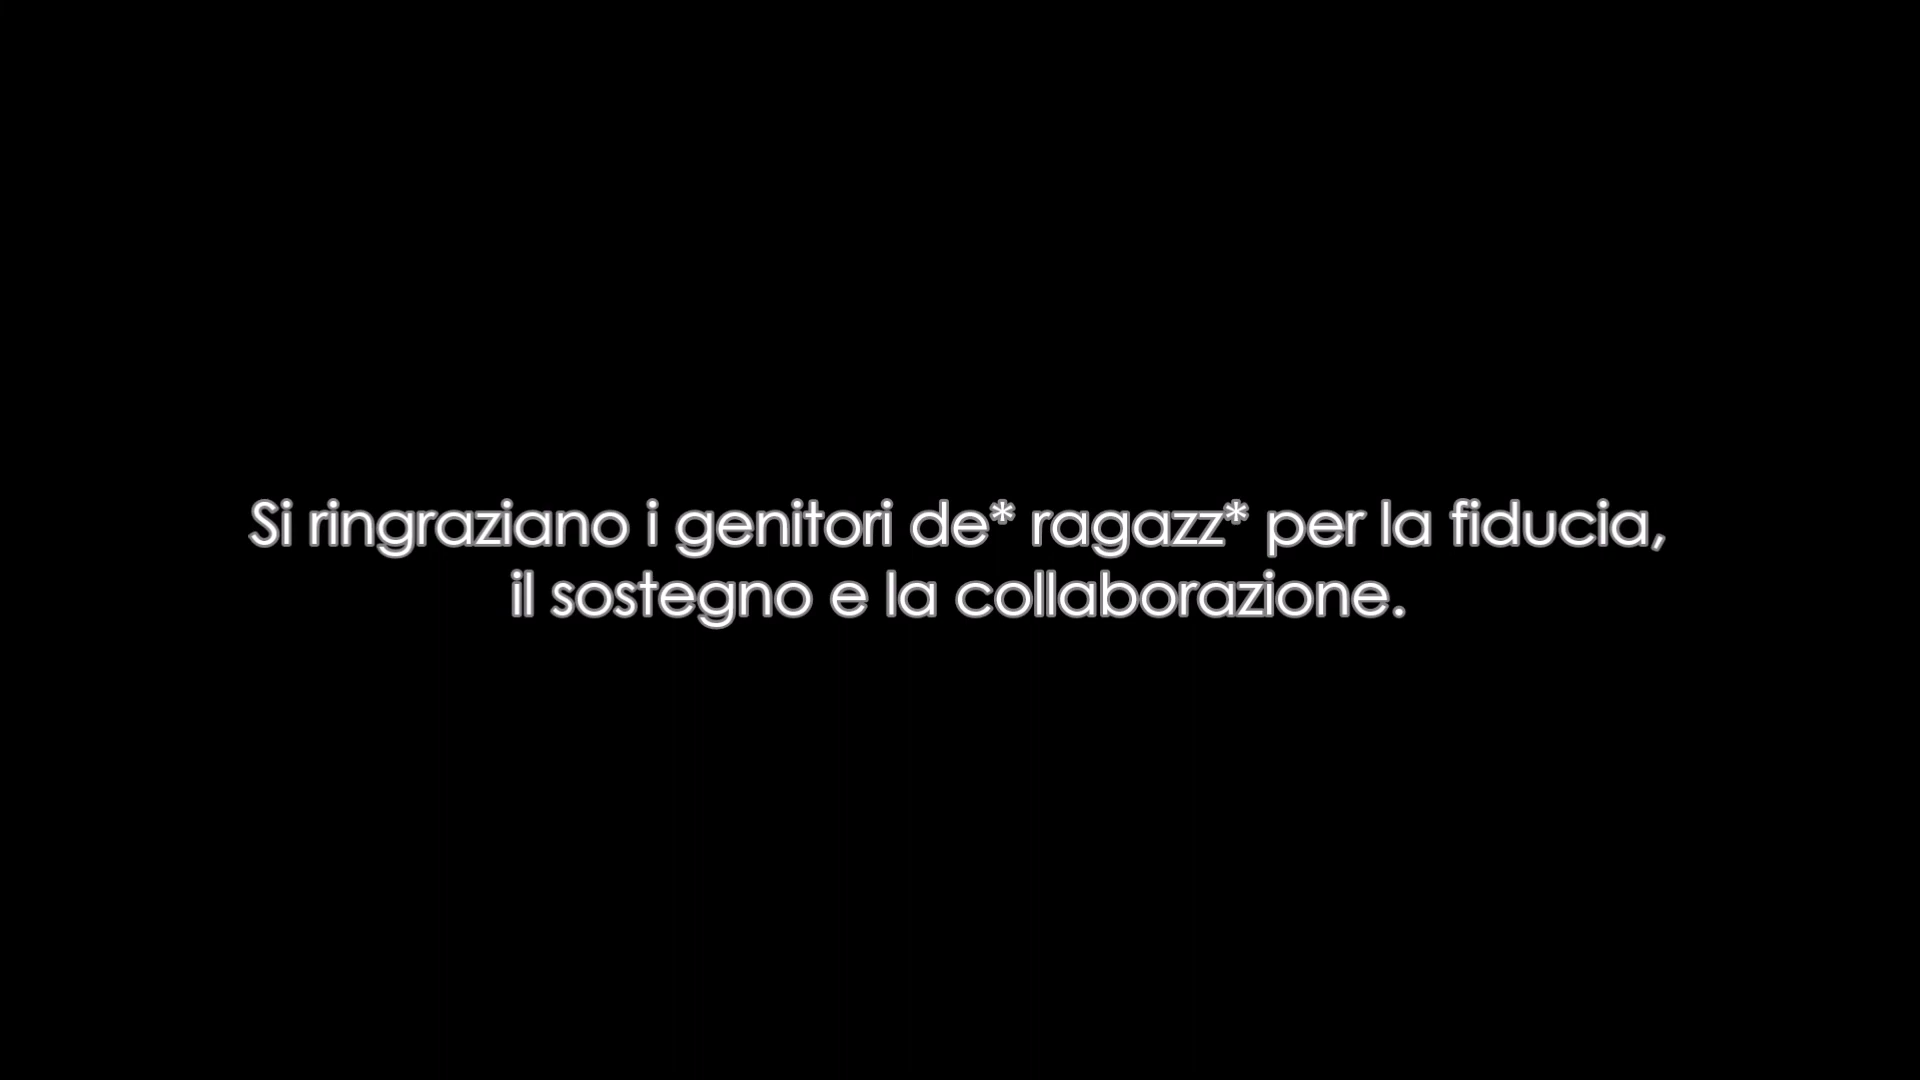 Si ringraziano i genitori de* ragazz* per la fiducia,
il sostegno e la collaborazione.